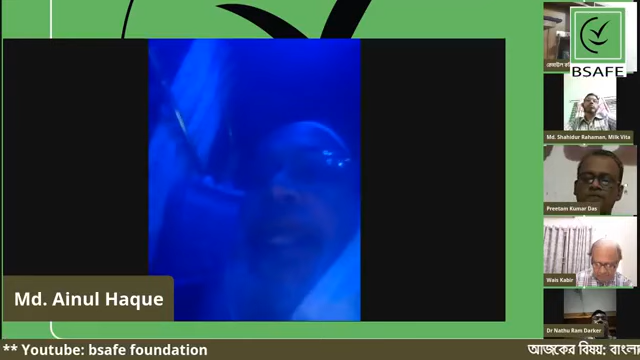 BSAFE
Md. Shahidur Rahaman, Milk Vita
Preetam Kumar Das
Wais Kabir
Dr Nathu Ram Darker
Md. Ainul Haque
** Youtube: bsafe foundation
আজকের বিষয়: বাংলা